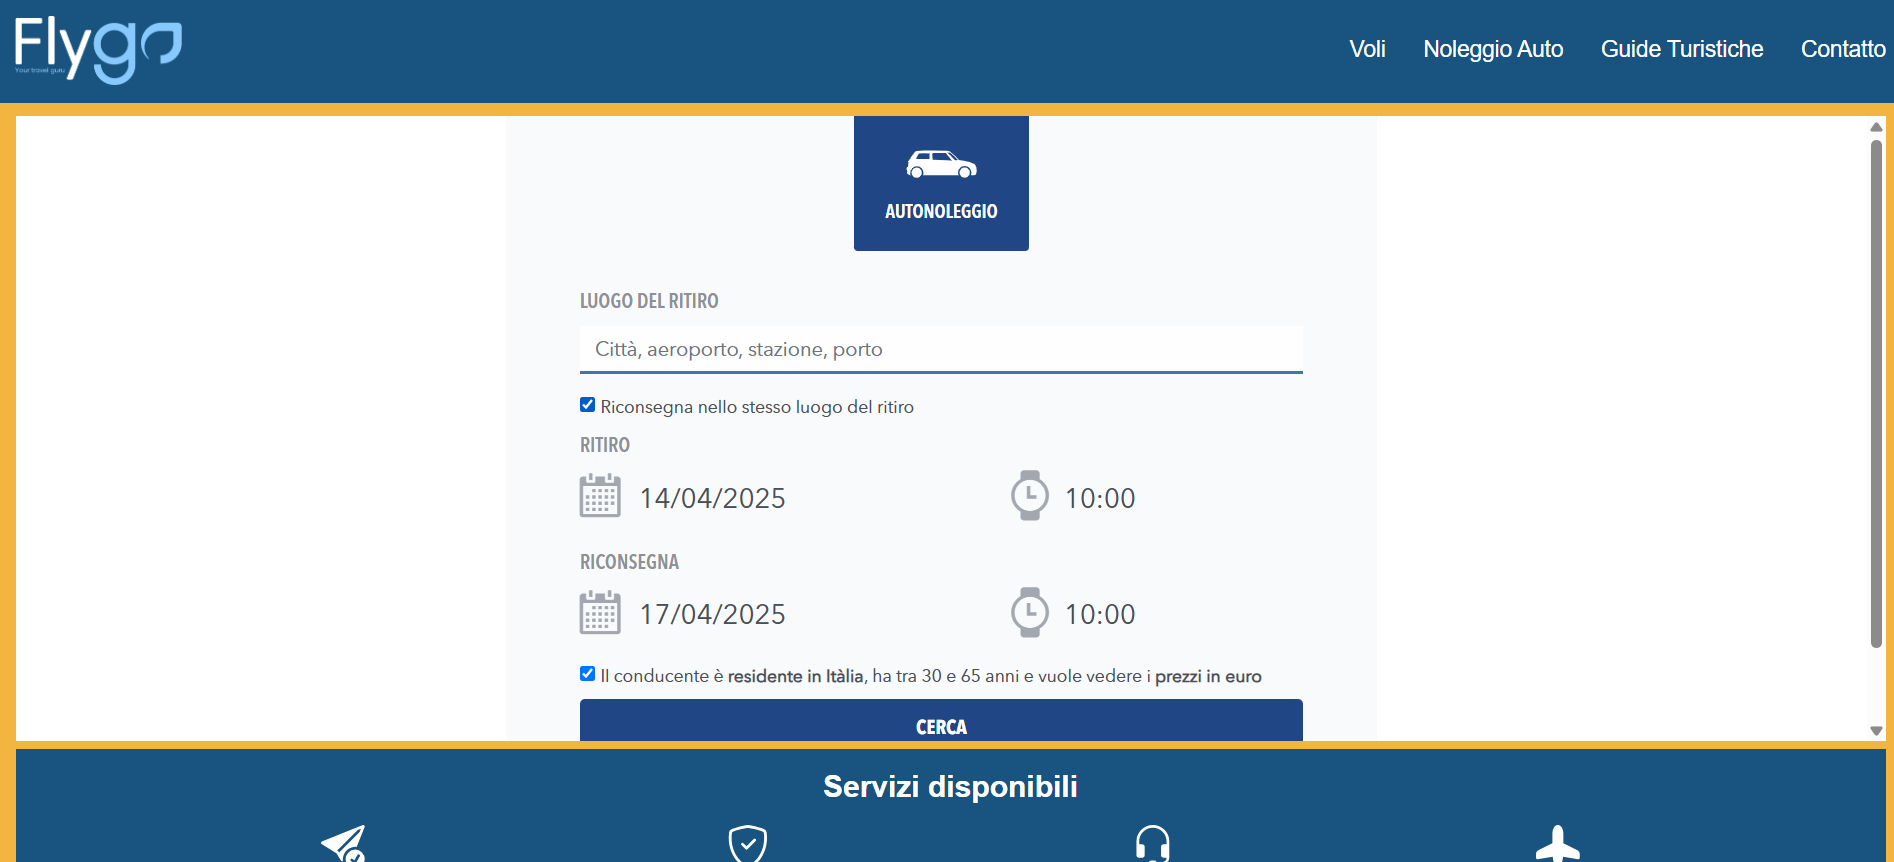 Flygo
Your travel guru
Voli Noleggio Auto Guide Turistiche Contatto
AUTONOLEGGIO
LUOGO DEL RITIRO
Città, aeroporto, stazione, porto
Riconsegna nello stesso luogo del ritiro
RITIRO
14/04/2025 10:00
RICONSEGNA
17/04/2025 10:00
Il conducente è residente in Itàlia, ha tra 30 e 65 anni e vuole vedere i prezzi in euro
CERCA
Servizi disponibili